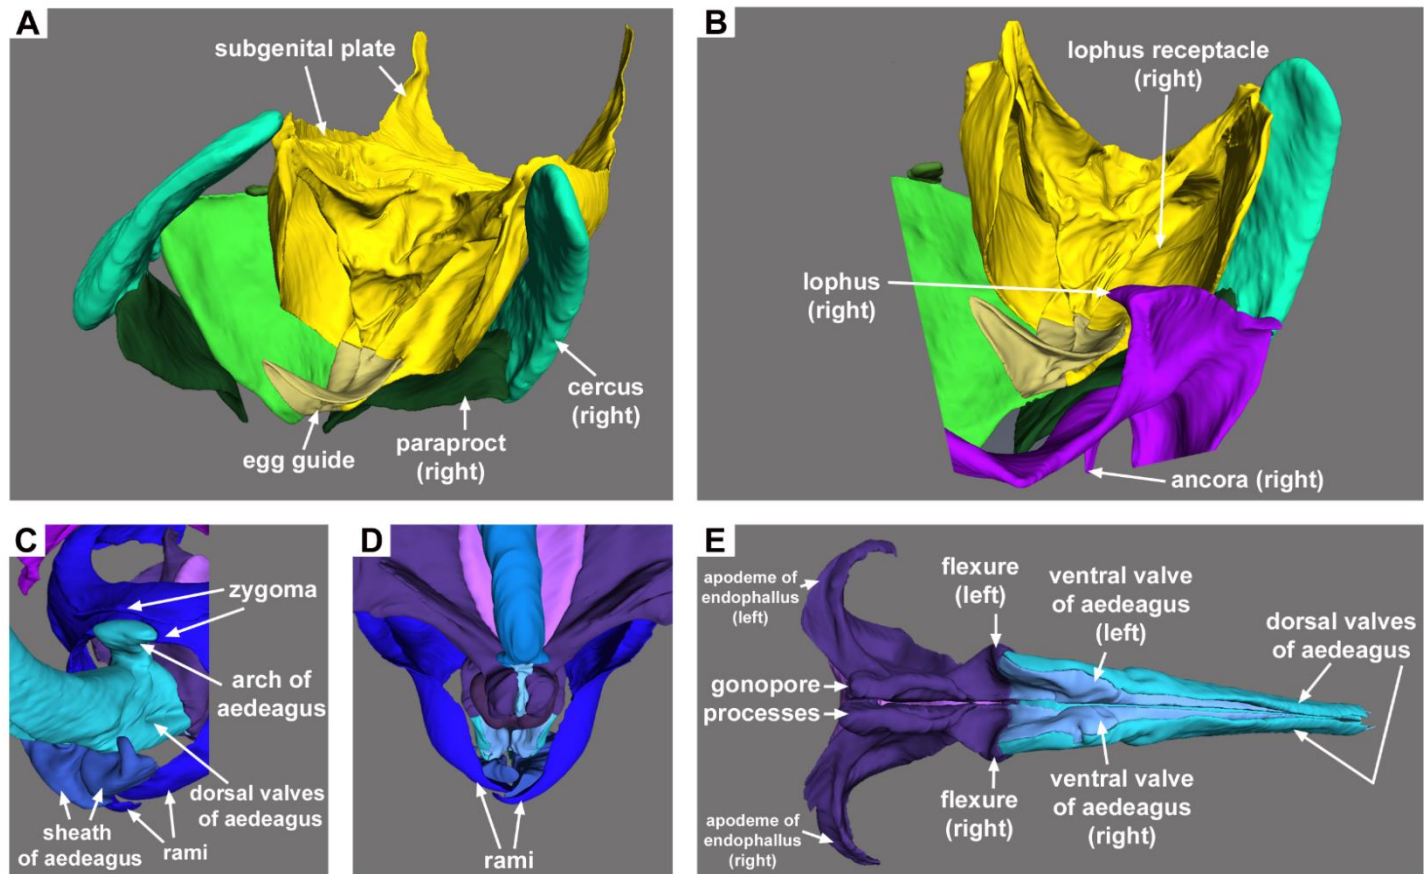 A
subgenital plate
cercus
(right)
paraproct
(right)
egg guide
B
lophus receptacle
(right)
lophus
(right)
ancora (right)
C
zygoma
arch of
aedeagus
dorsal valves
of aedeagus
sheath
of aedeagus
rami
D
rami
E
apodeme of
endophallus
(left)
flexure
(left)
ventral valve
of aedeagus
(left)
dorsal valves
of aedeagus
gonopore
processes
apodeme of
endophallus
(right)
flexure
(right)
ventral valve
of aedeagus
(right)